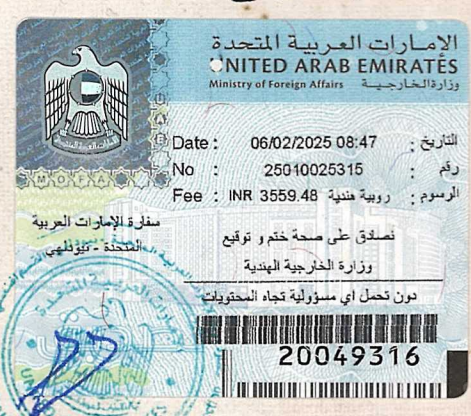 الإمارات العربية المتحدة
UNITED ARAB EMIRATES
Ministry of Foreign Affairs وزارة الخارجية
Date : 06/02/2025 08:47 التاريخ :
No : 25010025315 رقم :
Fee : INR 3559.48 روبية هندية الرسوم :
MOFA
سفارة الإمارات العربية
المتحدة - نيودلهي
نصادق على صحة ختم و توقيع
وزارة الخارجية الهندية
دون تحمل اي مسؤولية تجاه المحتويات
20049316